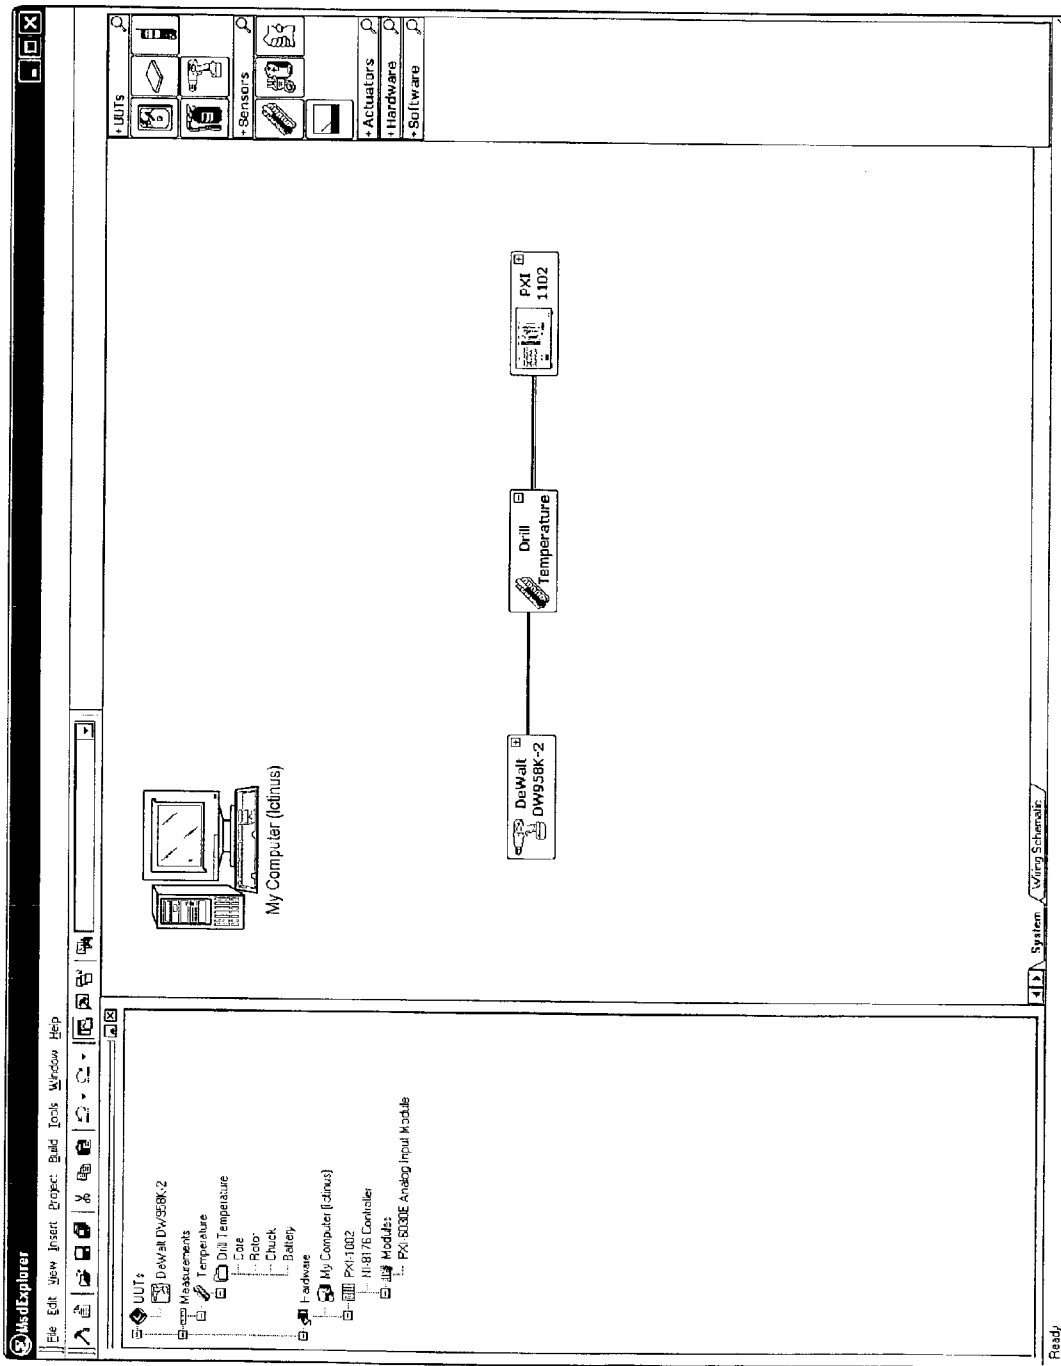 MsdExplorer
File Edit View Insert Project Build Tools Window Help
UUTs
DeWalt DW958K-2
Measurements
Temperature
Drill Temperature
Core
Rotor
Chuck
Battery
Hardware
My Computer (Ictinus)
PXI-1002
NI-8176 Controller
Modules
PXI-6030E Analog Input Module
My Computer (Ictinus)
DeWalt
DW958K-2
Drill
Temperature
PXI
1102
+UUTs
+Sensors
+Actuators
+Hardware
+Software
System Wiring Schematic
Ready